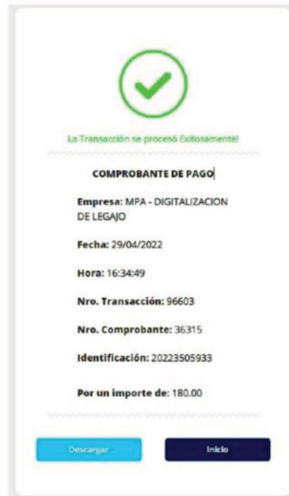 La Transacción se procesó Exitosamente!
COMPROBANTE DE PAGO
Empresa: MPA - DIGITALIZACION
DE LEGAJO
Fecha: 29/04/2022
Hora: 16:34:49
Nro. Transacción: 96603
Nro. Comprobante: 36315
Identificación: 20223505933
Por un importe de: 180.00
Descargar
Inicio